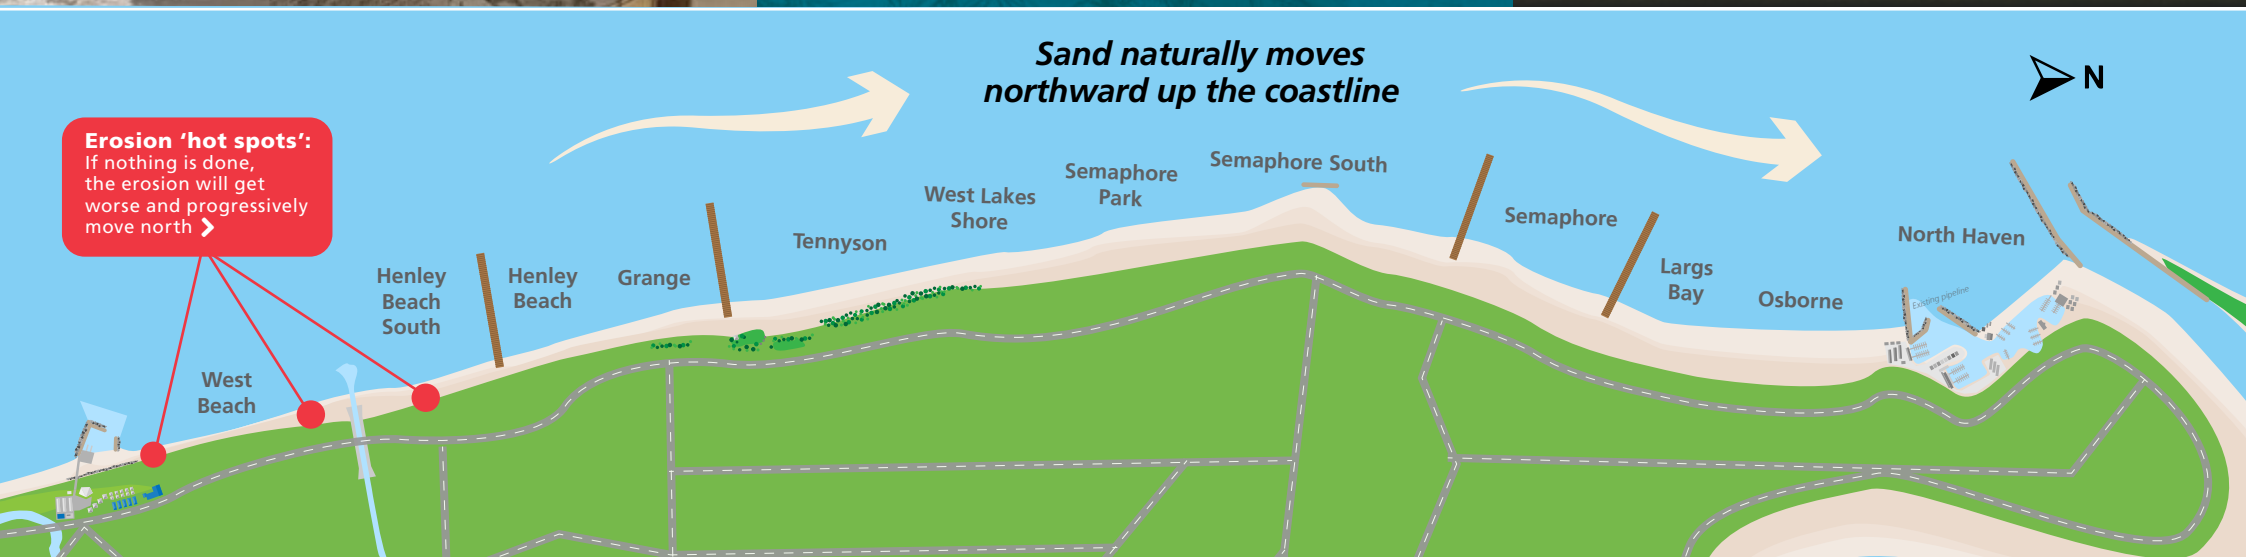 Sand naturally moves
northward up the coastline
N
Erosion ‘hot spots’:
If nothing is done,
the erosion will get
worse and progressively
move north
West
Beach
Henley
Beach
South
Henley
Beach
Grange
Tennyson
West Lakes
Shore
Semaphore
Park
Semaphore South
Semaphore
Largs
Bay
Osborne
North Haven
Existing pipeline